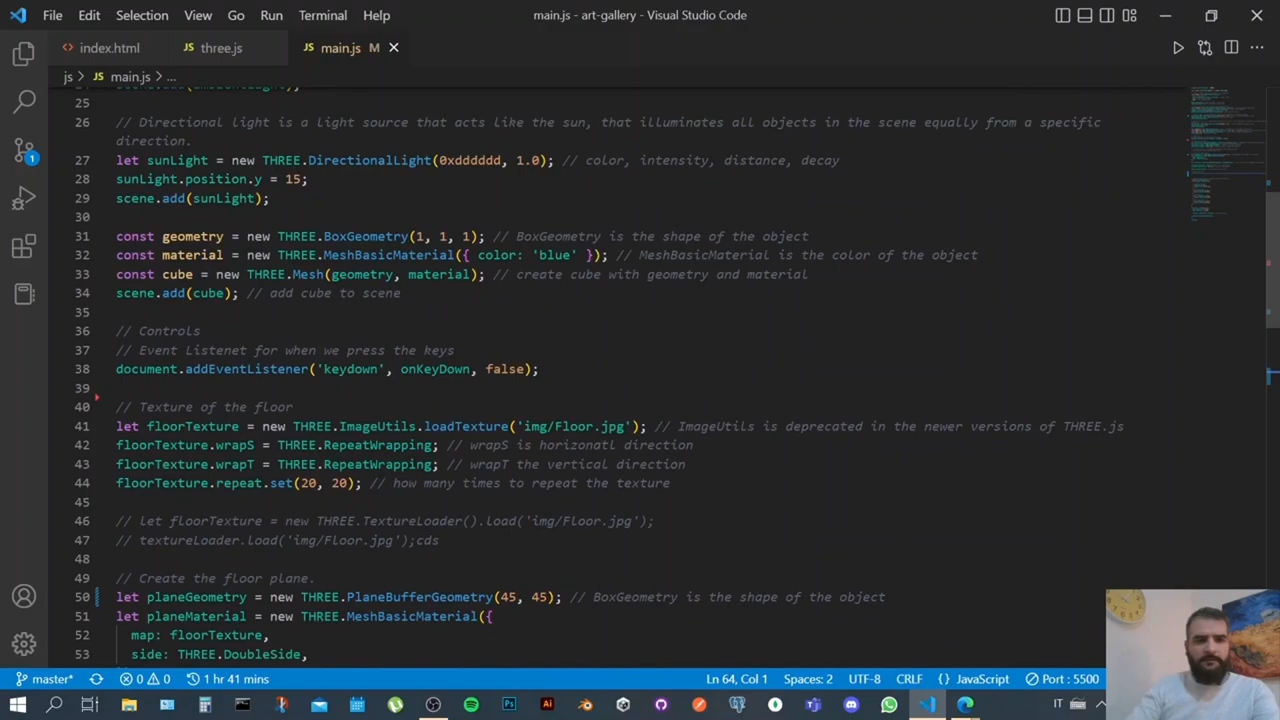 File Edit Selection View Go Run Terminal Help main.js - art-gallery - Visual Studio Code
<> index.html JS three.js JS main.js M
js > JS main.js > ...
25
26 // Directional light is a light source that acts like the sun, that illuminates all objects in the scene equally from a specific
direction.
27 let sunLight = new THREE.DirectionalLight(0xdddddd, 1.0); // color, intensity, distance, decay
28 sunLight.position.y = 15;
29 scene.add(sunLight);
30
31 const geometry = new THREE.BoxGeometry(1, 1, 1); // BoxGeometry is the shape of the object
32 const material = new THREE.MeshBasicMaterial({ color: 'blue' }); // MeshBasicMaterial is the color of the object
33 const cube = new THREE.Mesh(geometry, material); // create cube with geometry and material
34 scene.add(cube); // add cube to scene
35
36 // Controls
37 // Event Listenet for when we press the keys
38 document.addEventListener('keydown', onKeyDown, false);
39
40 // Texture of the floor
41 let floorTexture = new THREE.ImageUtils.loadTexture('img/Floor.jpg'); // ImageUtils is deprecated in the newer versions of THREE.js
42 floorTexture.wrapS = THREE.RepeatWrapping; // wrapS is horizonatl direction
43 floorTexture.wrapT = THREE.RepeatWrapping; // wrapT the vertical direction
44 floorTexture.repeat.set(20, 20); // how many times to repeat the texture
45
46 // let floorTexture = new THREE.TextureLoader().load('img/Floor.jpg');
47 // textureLoader.load('img/Floor.jpg');cds
48
49 // Create the floor plane.
50 let planeGeometry = new THREE.PlaneBufferGeometry(45, 45); // BoxGeometry is the shape of the object
51 let planeMaterial = new THREE.MeshBasicMaterial({
52 map: floorTexture,
53 side: THREE.DoubleSide,
master* 0 0 1 hr 41 mins Ln 64, Col 1 Spaces: 2 UTF-8 CRLF {} JavaScript Port : 5500
IT